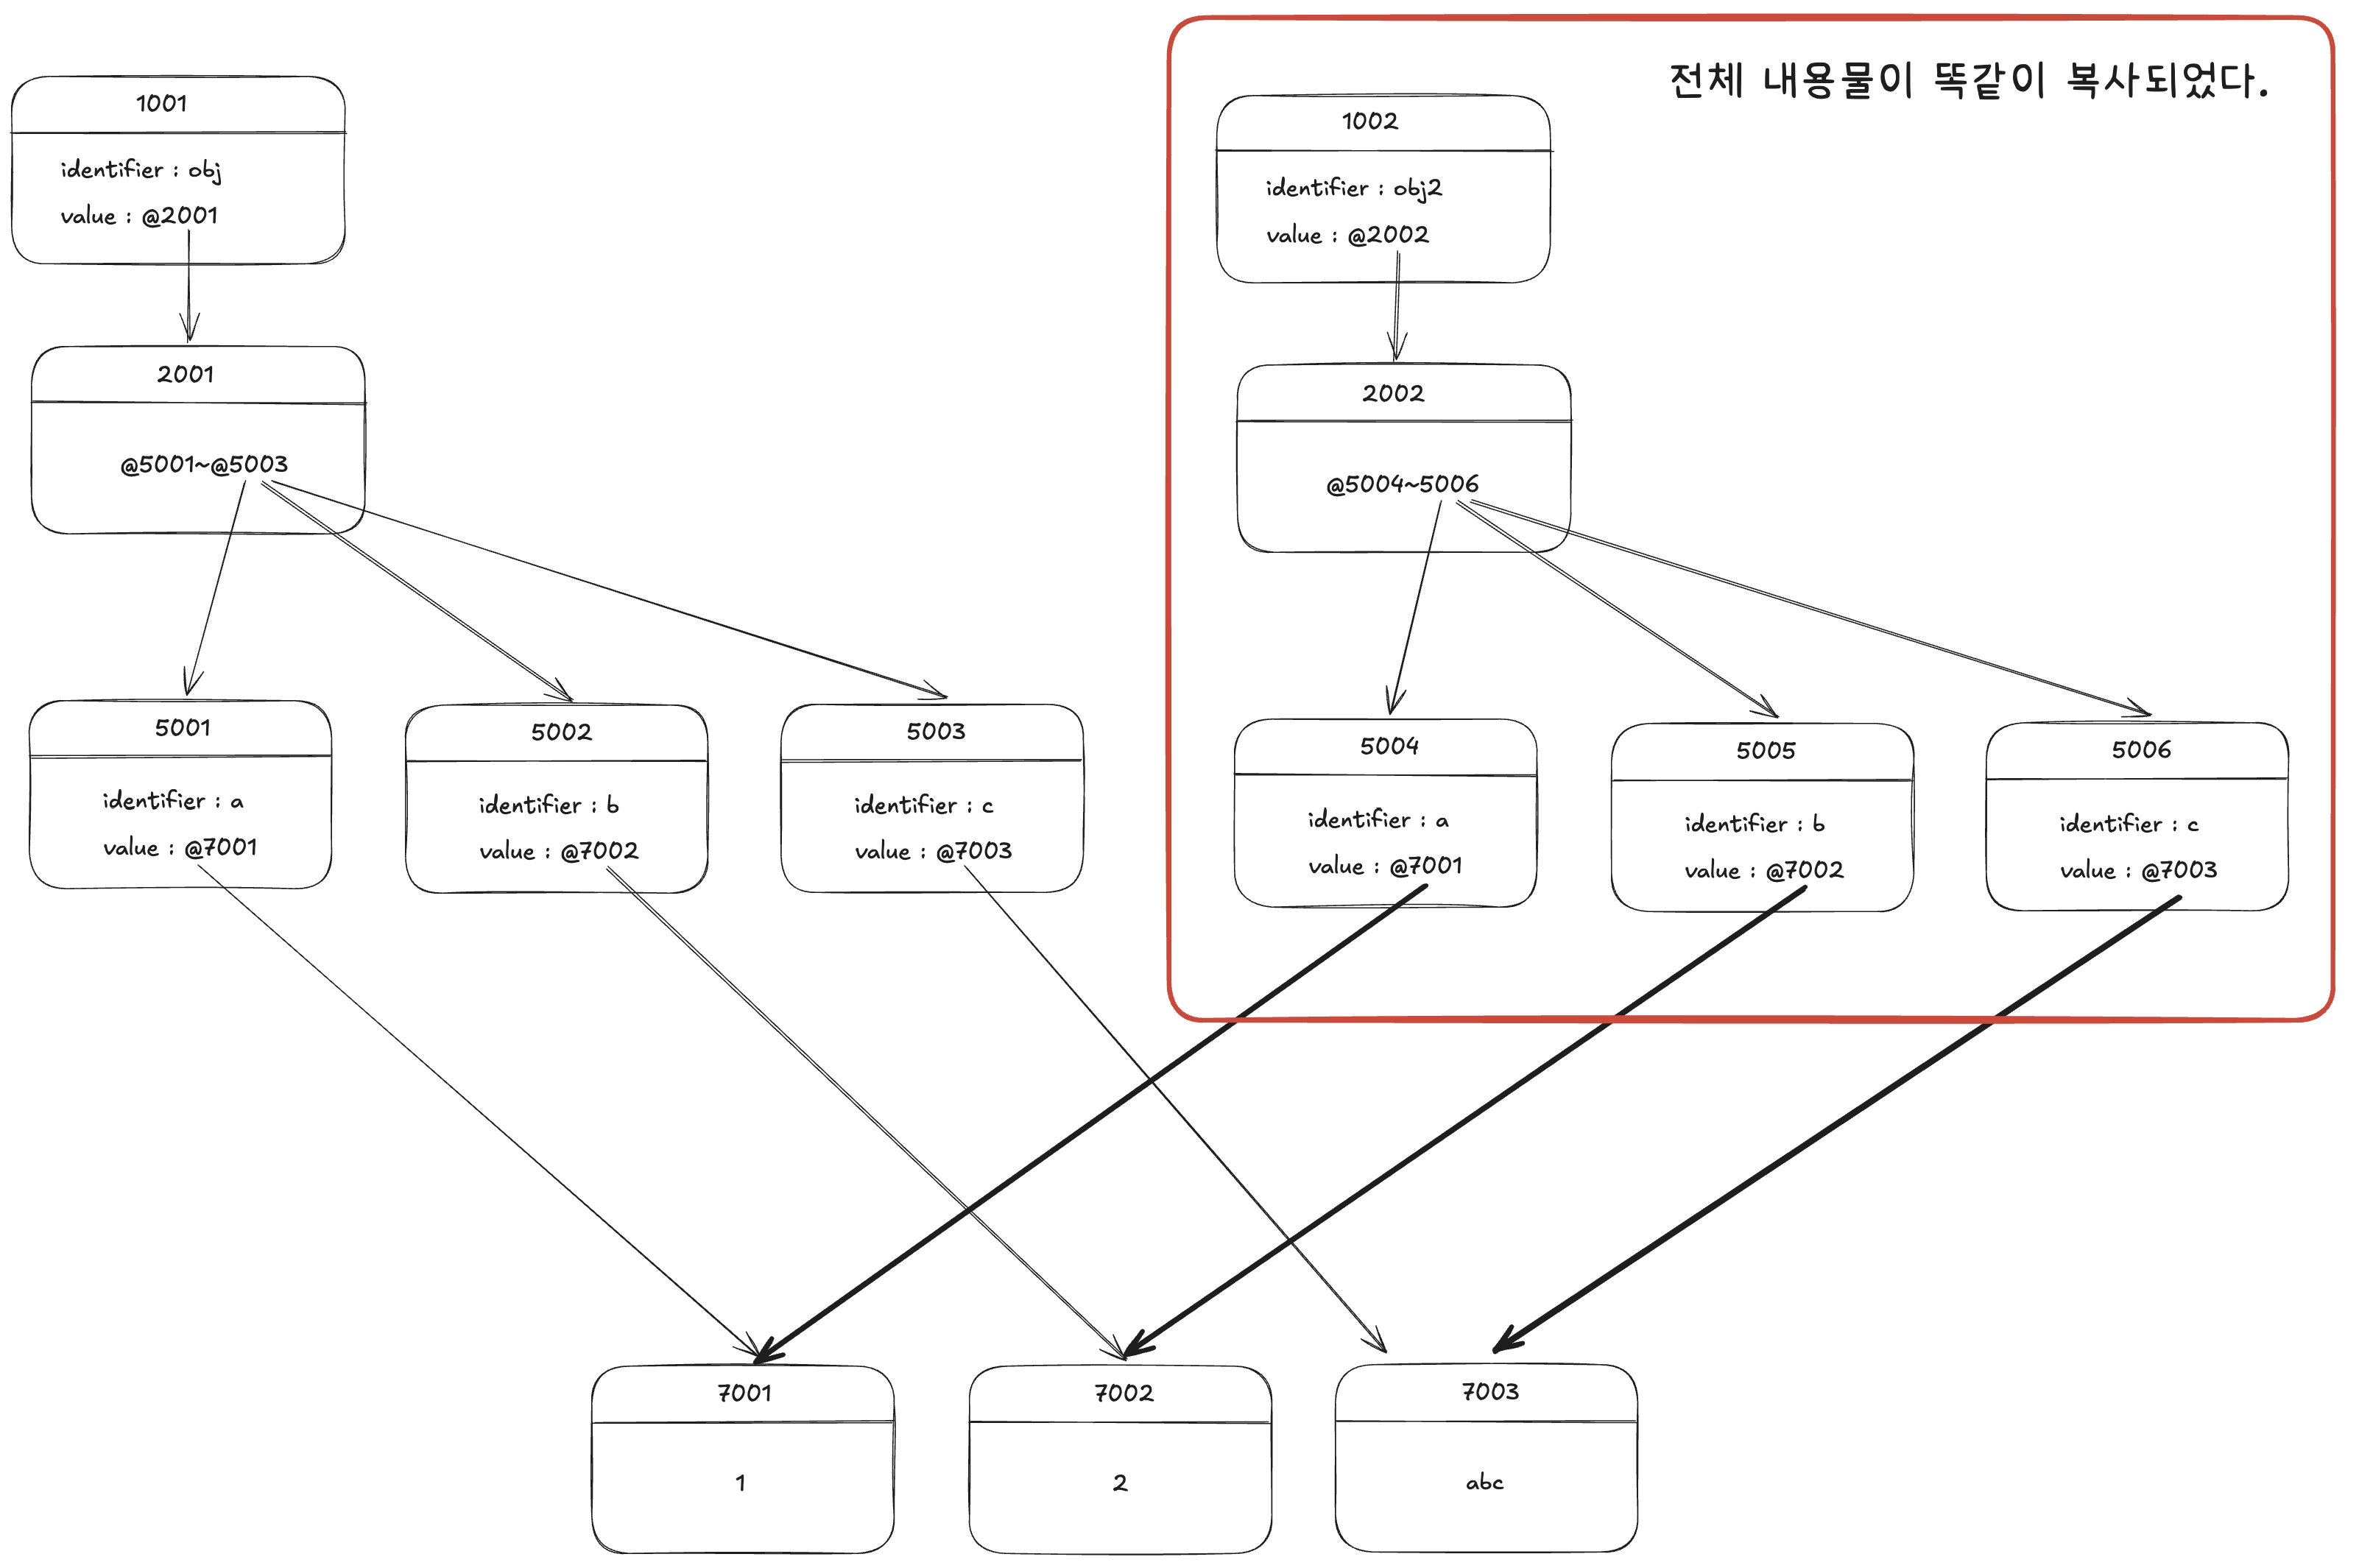 전체 내용물이 똑같이 복사되었다.
1001
identifier : obj
value : @2001
1002
identifier : obj2
value : @2002
2001
@5001~@5003
2002
@5004~5006
5001
identifier : a
value : @7001
5002
identifier : b
value : @7002
5003
identifier : c
value : @7003
5004
identifier : a
value : @7001
5005
identifier : b
value : @7002
5006
identifier : c
value : @7003
7001
1
7002
2
7003
abc